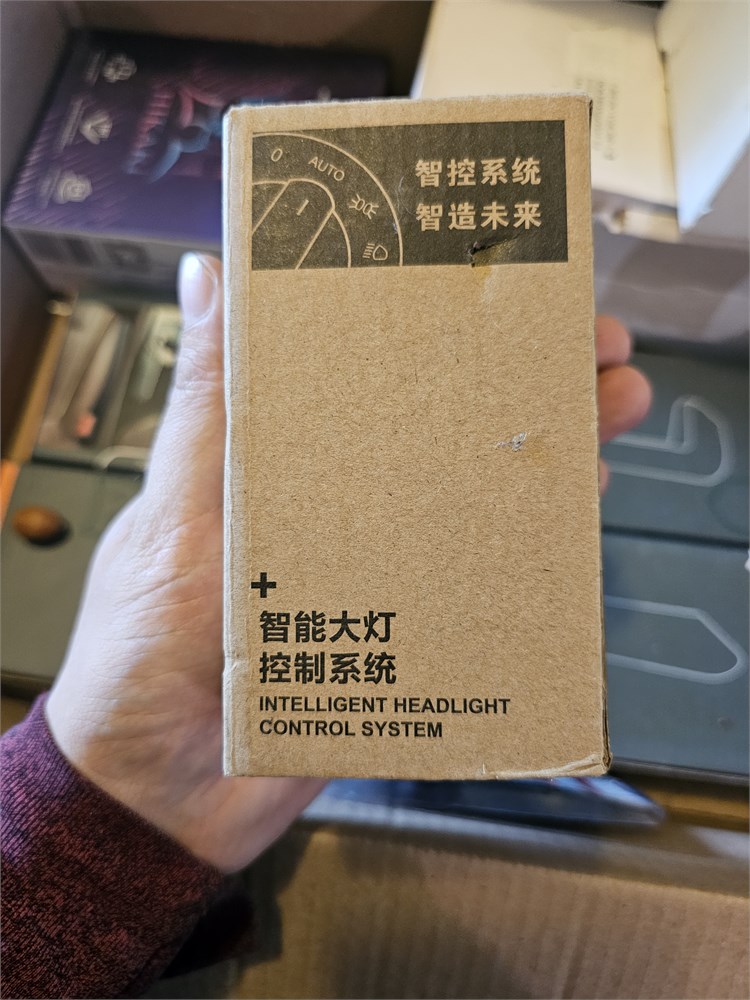 0
AUTO
智控系统
智造未来
+
智能大灯
控制系统
INTELLIGENT HEADLIGHT
CONTROL SYSTEM